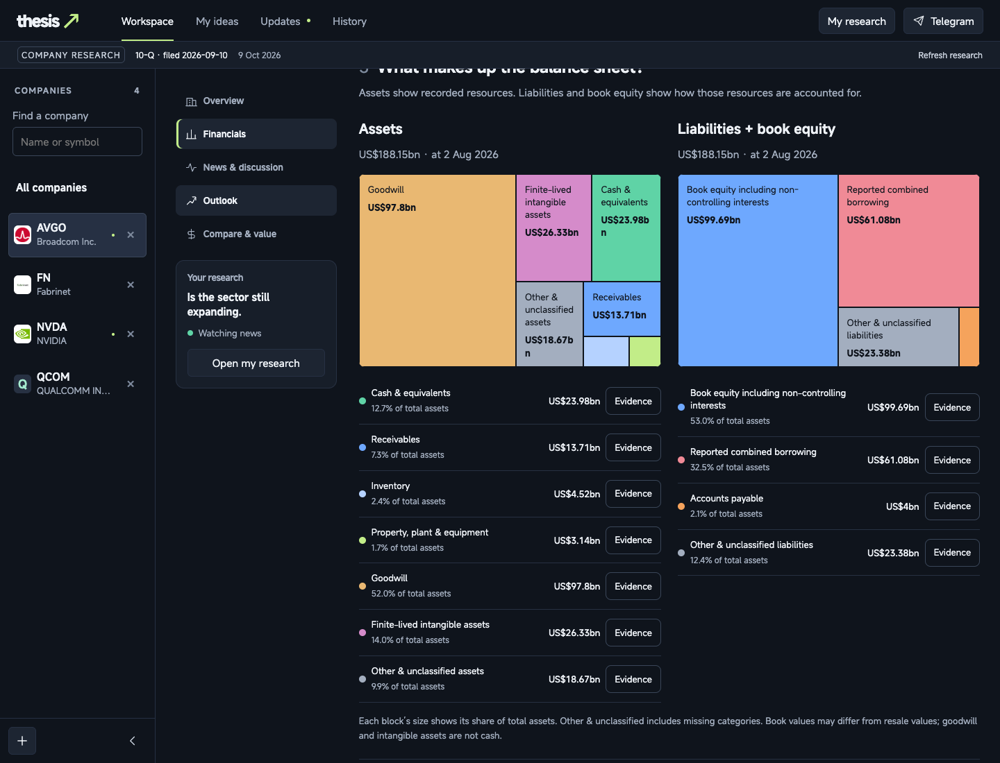 thesis
Workspace
My ideas
Updates
History
My research
Telegram
COMPANY RESEARCH
10-Q · filed 2026-09-10
9 Oct 2026
Refresh research
COMPANIES
4
Find a company
Name or symbol
All companies
AVGO
Broadcom Inc.
FN
Fabrinet
NVDA
NVIDIA
Q
QCOM
QUALCOMM IN...
Overview
Financials
News & discussion
Outlook
Compare & value
Your research
Is the sector still
expanding.
Watching news
Open my research
What makes up the balance sheet?
Assets show recorded resources. Liabilities and book equity show how those resources are accounted for.
Assets
US$188.15bn · at 2 Aug 2026
Goodwill
US$97.8bn
Finite-lived
intangible
assets
US$26.33bn
Cash &
equivalents
US$23.98b
n
Other &
unclassified
assets
US$18.67b
n
Receivables
US$13.71bn
Cash & equivalents
12.7% of total assets
US$23.98bn
Evidence
Receivables
7.3% of total assets
US$13.71bn
Evidence
Inventory
2.4% of total assets
US$4.52bn
Evidence
Property, plant & equipment
1.7% of total assets
US$3.14bn
Evidence
Goodwill
52.0% of total assets
US$97.8bn
Evidence
Finite-lived intangible assets
14.0% of total assets
US$26.33bn
Evidence
Other & unclassified assets
9.9% of total assets
US$18.67bn
Evidence
Liabilities + book equity
US$188.15bn · at 2 Aug 2026
Book equity including non-
controlling interests
US$99.69bn
Reported combined
borrowing
US$61.08bn
Other & unclassified
liabilities
US$23.38bn
Book equity including non-controlling
interests
53.0% of total assets
US$99.69bn
Evidence
Reported combined borrowing
32.5% of total assets
US$61.08bn
Evidence
Accounts payable
2.1% of total assets
US$4bn
Evidence
Other & unclassified liabilities
12.4% of total assets
US$23.38bn
Evidence
Each block's size shows its share of total assets. Other & unclassified includes missing categories. Book values may differ from resale values; goodwill
and intangible assets are not cash.